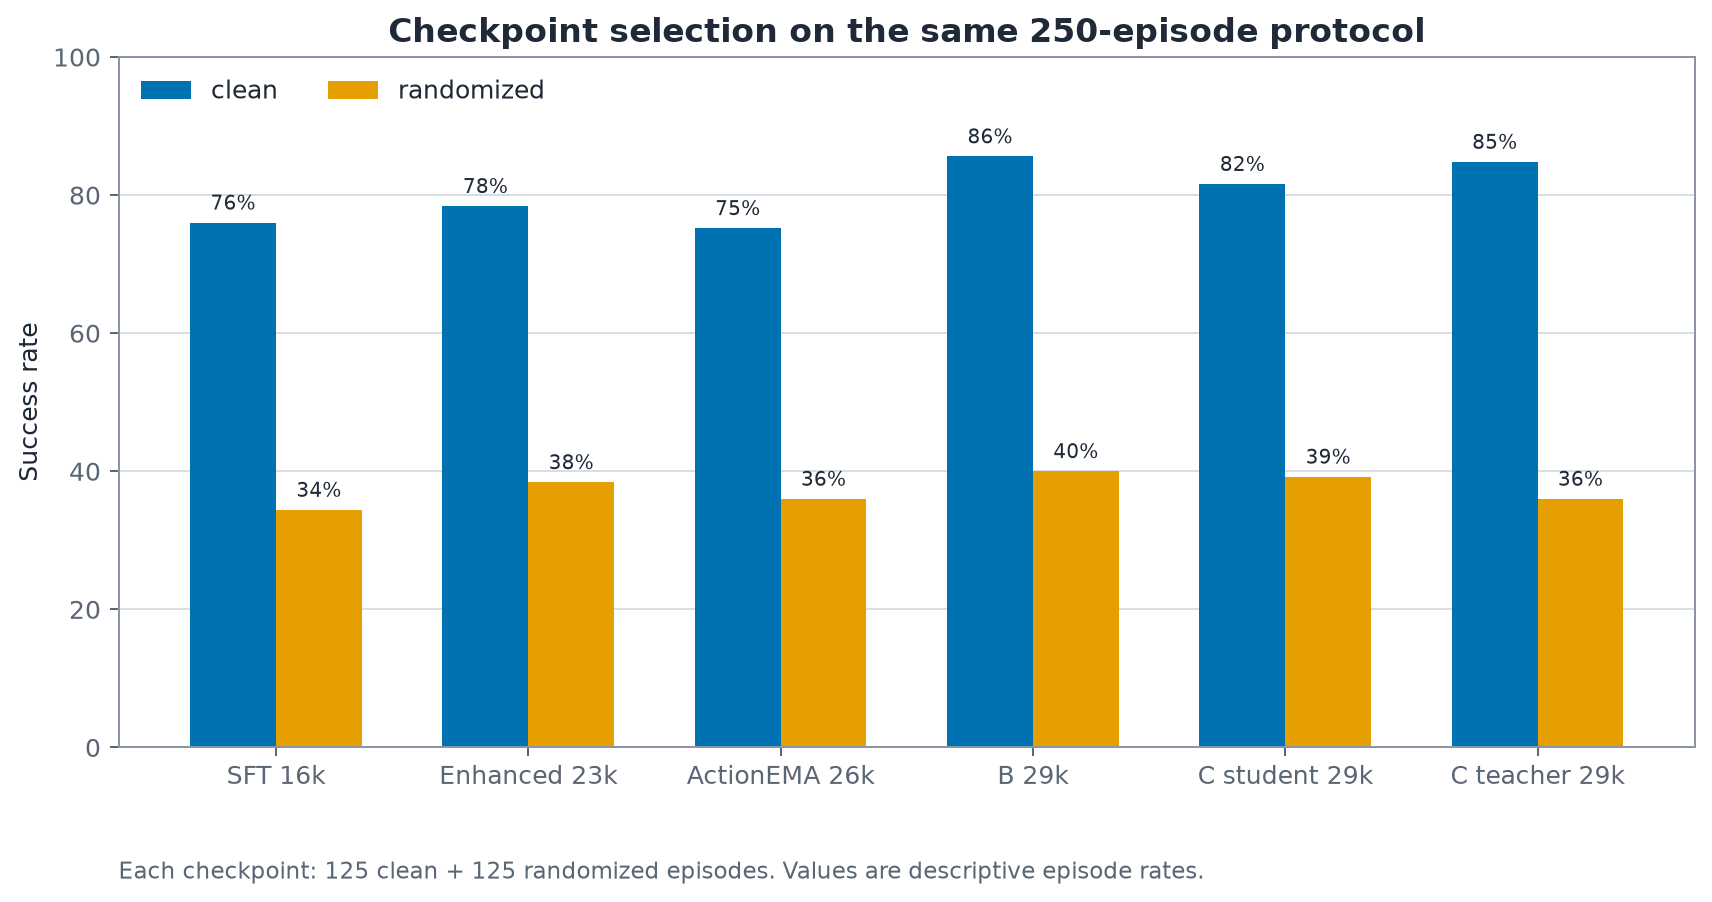 Checkpoint selection on the same 250-episode protocol
100
80
60
40
20
0
Success rate
clean
randomized
76%
34%
78%
38%
75%
36%
86%
40%
82%
39%
85%
36%
SFT 16k
Enhanced 23k
ActionEMA 26k
B 29k
C student 29k
C teacher 29k
Each checkpoint: 125 clean + 125 randomized episodes. Values are descriptive episode rates.